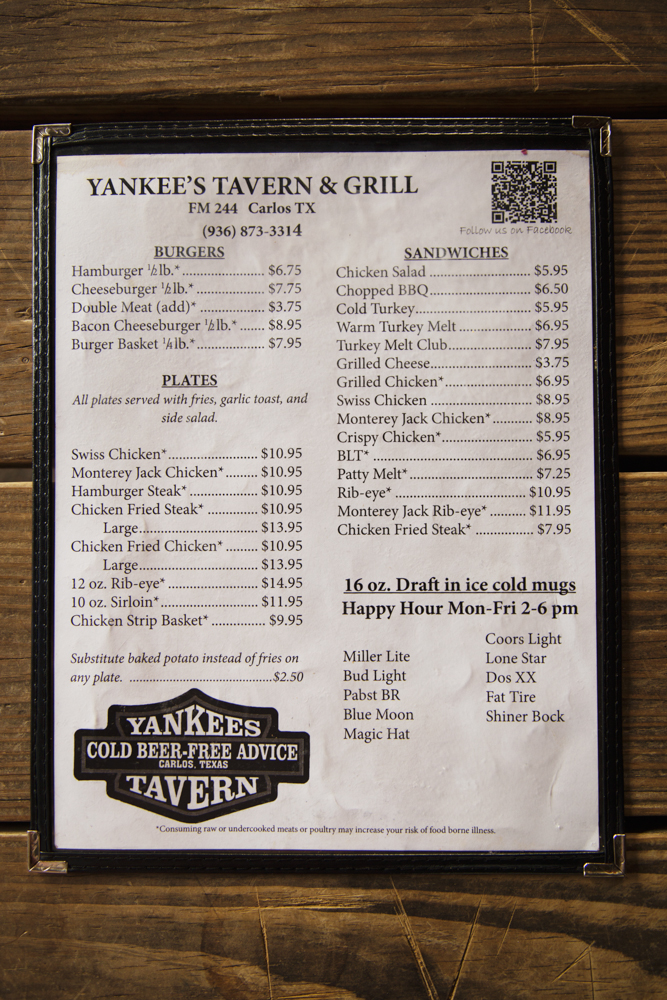 YANKEE'S TAVERN & GRILL
FM 244 Carlos TX
(936) 873-3314
Follow us on Facebook
BURGERS
Hamburger ½lb.* ........................ $6.75
Cheeseburger ½lb.* ................... $7.75
Double Meat (add)* ................... $3.75
Bacon Cheeseburger ½lb.* ....... $8.95
Burger Basket ¼lb.* .................... $7.95
PLATES
All plates served with fries, garlic toast, and
side salad.
Swiss Chicken* ........................... $10.95
Monterey Jack Chicken* .......... $10.95
Hamburger Steak* ..................... $10.95
Chicken Fried Steak* ................. $10.95
Large .................................... $13.95
Chicken Fried Chicken* .......... $10.95
Large .................................... $13.95
12 oz. Rib-eye* ............................ $14.95
10 oz. Sirloin* .............................. $11.95
Chicken Strip Basket* ................ $9.95
Substitute baked potato instead of fries on
any plate. ...........................................$2.50
YANKEES
COLD BEER-FREE ADVICE
CARLOS, TEXAS
TAVERN
SANDWICHES
Chicken Salad .............................. $5.95
Chopped BBQ .............................. $6.50
Cold Turkey .................................. $5.95
Warm Turkey Melt ...................... $6.95
Turkey Melt Club ......................... $7.95
Grilled Cheese .............................. $3.75
Grilled Chicken* .......................... $6.95
Swiss Chicken .............................. $8.95
Monterey Jack Chicken* ............ $8.95
Crispy Chicken* ........................... $5.95
BLT* .............................................. $6.95
Patty Melt* .................................... $7.25
Rib-eye* ........................................ $10.95
Monterey Jack Rib-eye* .......... $11.95
Chicken Fried Steak* ................. $7.95
16 oz. Draft in ice cold mugs
Happy Hour Mon-Fri 2-6 pm
Miller Lite
Bud Light
Pabst BR
Blue Moon
Magic Hat
Coors Light
Lone Star
Dos XX
Fat Tire
Shiner Bock
*Consuming raw or undercooked meats or poultry may increase your risk of food borne illness.